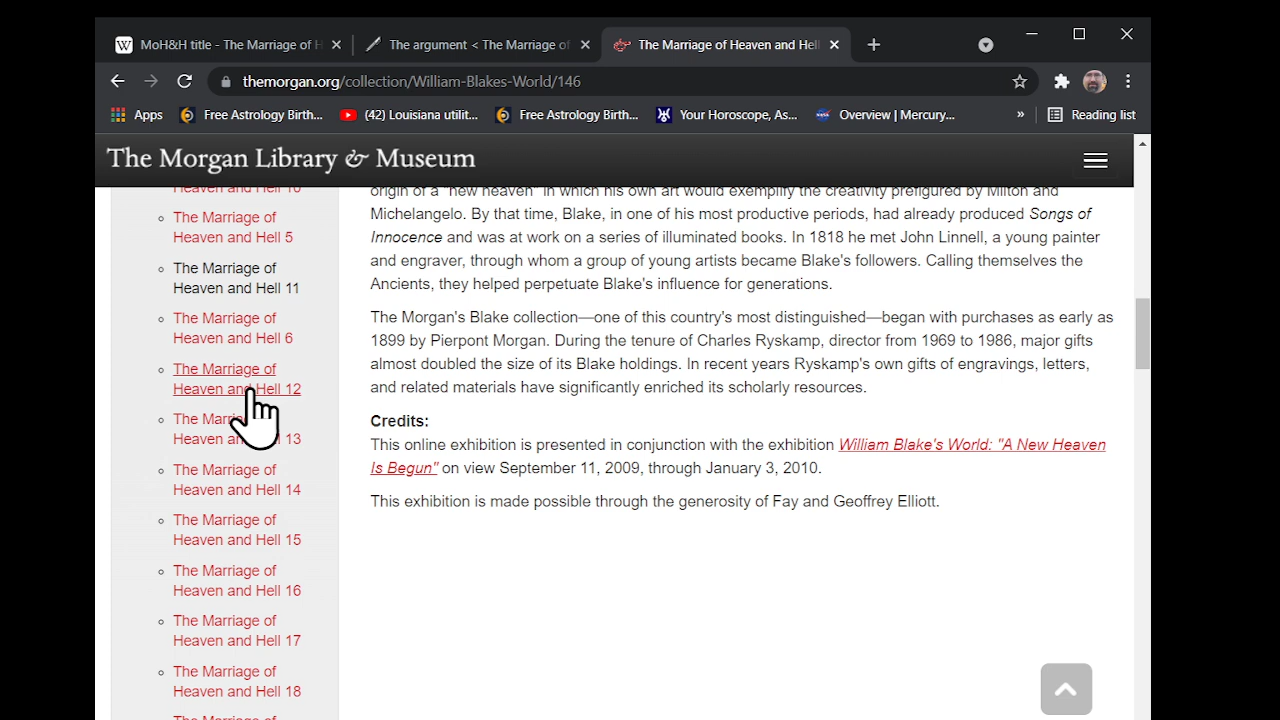 MoH&H title - The Marriage of H
The argument < The Marriage of
The Marriage of Heaven and Hell
themorgan.org/collection/William-Blakes-World/146
Apps
Free Astrology Birth...
(42) Louisiana utilit...
Free Astrology Birth...
Your Horoscope, As...
Overview | Mercury...
»
Reading list
The Morgan Library & Museum
Heaven and Hell 10
The Marriage of
Heaven and Hell 5
The Marriage of
Heaven and Hell 11
The Marriage of
Heaven and Hell 6
The Marriage of
Heaven and Hell 12
The Marri
Heaven an 13
The Marriage of
Heaven and Hell 14
The Marriage of
Heaven and Hell 15
The Marriage of
Heaven and Hell 16
The Marriage of
Heaven and Hell 17
The Marriage of
Heaven and Hell 18
origin of a "new heaven" in which his own art would exemplify the creativity prefigured by Milton and
Michelangelo. By that time, Blake, in one of his most productive periods, had already produced Songs of
Innocence and was at work on a series of illuminated books. In 1818 he met John Linnell, a young painter
and engraver, through whom a group of young artists became Blake's followers. Calling themselves the
Ancients, they helped perpetuate Blake's influence for generations.
The Morgan's Blake collection—one of this country's most distinguished—began with purchases as early as
1899 by Pierpont Morgan. During the tenure of Charles Ryskamp, director from 1969 to 1986, major gifts
almost doubled the size of its Blake holdings. In recent years Ryskamp's own gifts of engravings, letters,
and related materials have significantly enriched its scholarly resources.
Credits:
This online exhibition is presented in conjunction with the exhibition William Blake's World: "A New Heaven
Is Begun" on view September 11, 2009, through January 3, 2010.
This exhibition is made possible through the generosity of Fay and Geoffrey Elliott.